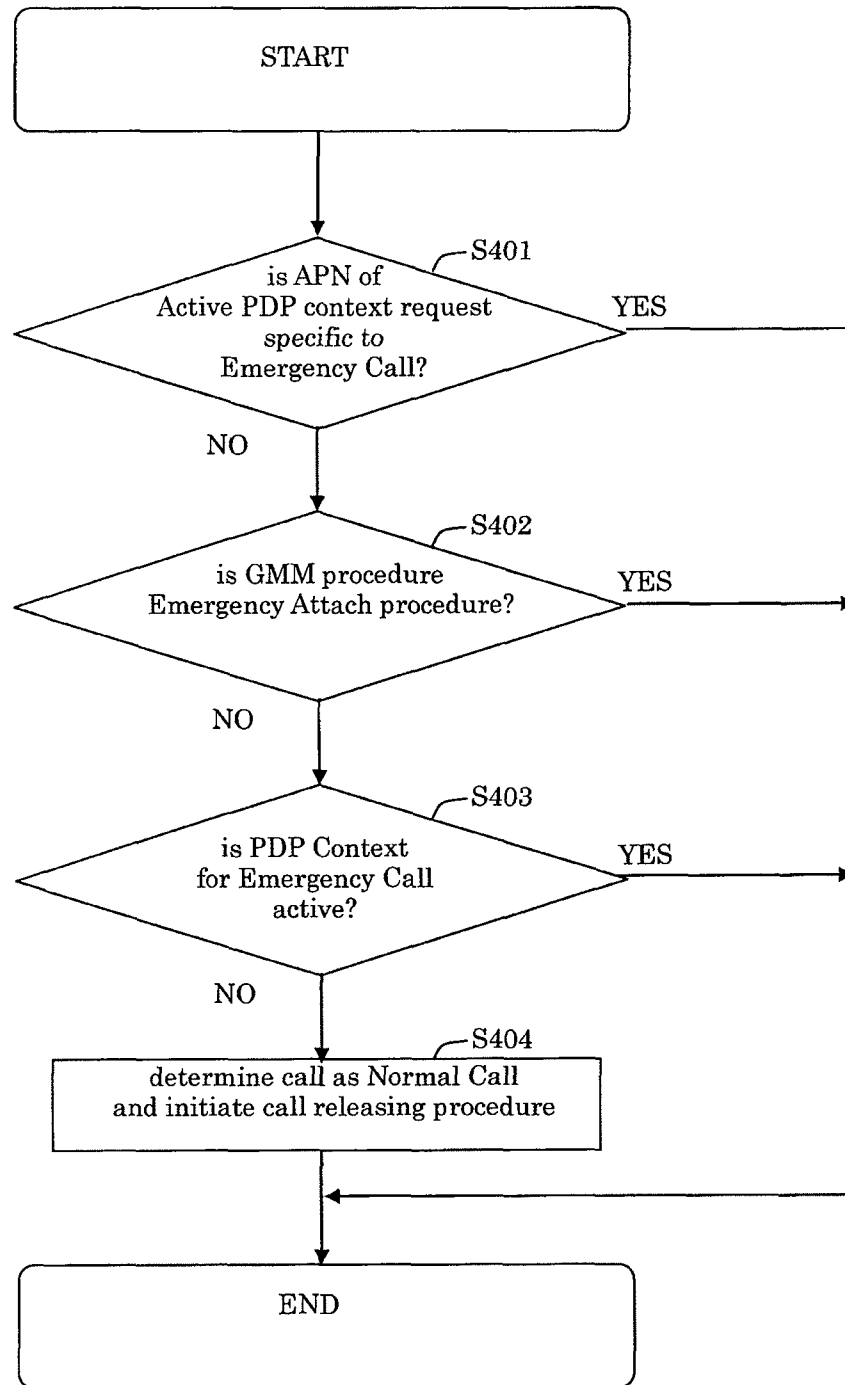 START
S401
is APN of
Active PDP context request
specific to
Emergency Call?
YES
NO
S402
is GMM procedure
Emergency Attach procedure?
YES
NO
S403
is PDP Context
for Emergency Call
active?
YES
NO
S404
determine call as Normal Call
and initiate call releasing procedure
END